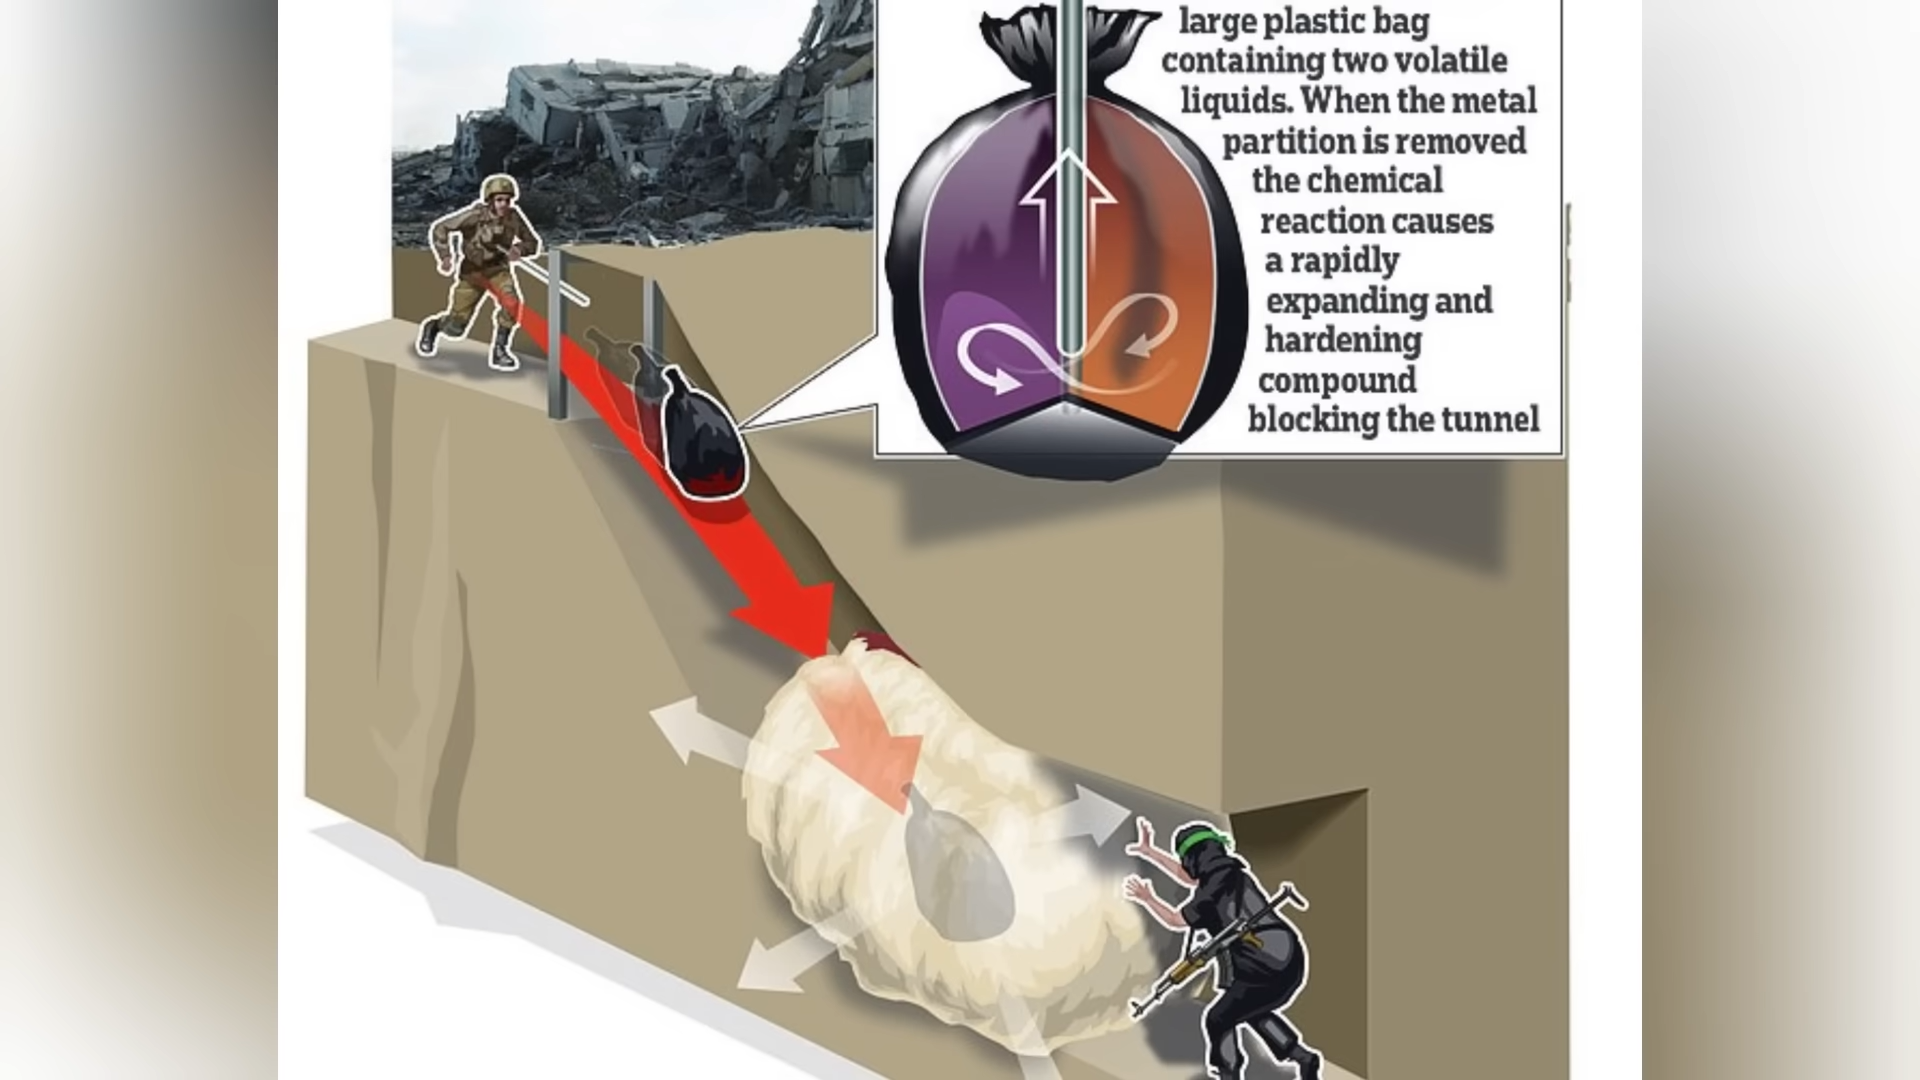 large plastic bag
containing two volatile
liquids. When the metal
partition is removed
the chemical
reaction causes
a rapidly
expanding and
hardening
compound
blocking the tunnel